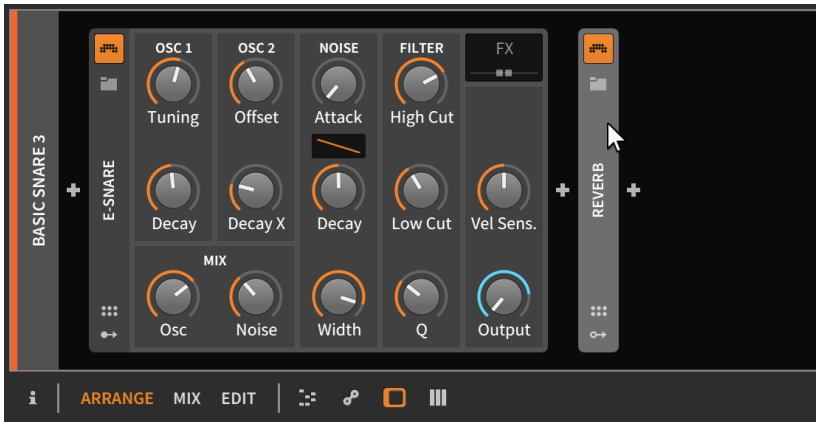 BASIC SNARE 3
E-SNARE
OSC 1
OSC 2
NOISE
FILTER
FX
Tuning
Offset
Attack
High Cut
Decay
Decay X
Decay
Low Cut
Vel Sens.
MIX
Osc
Noise
Width
Q
Output
REVERB
i
ARRANGE MIX EDIT